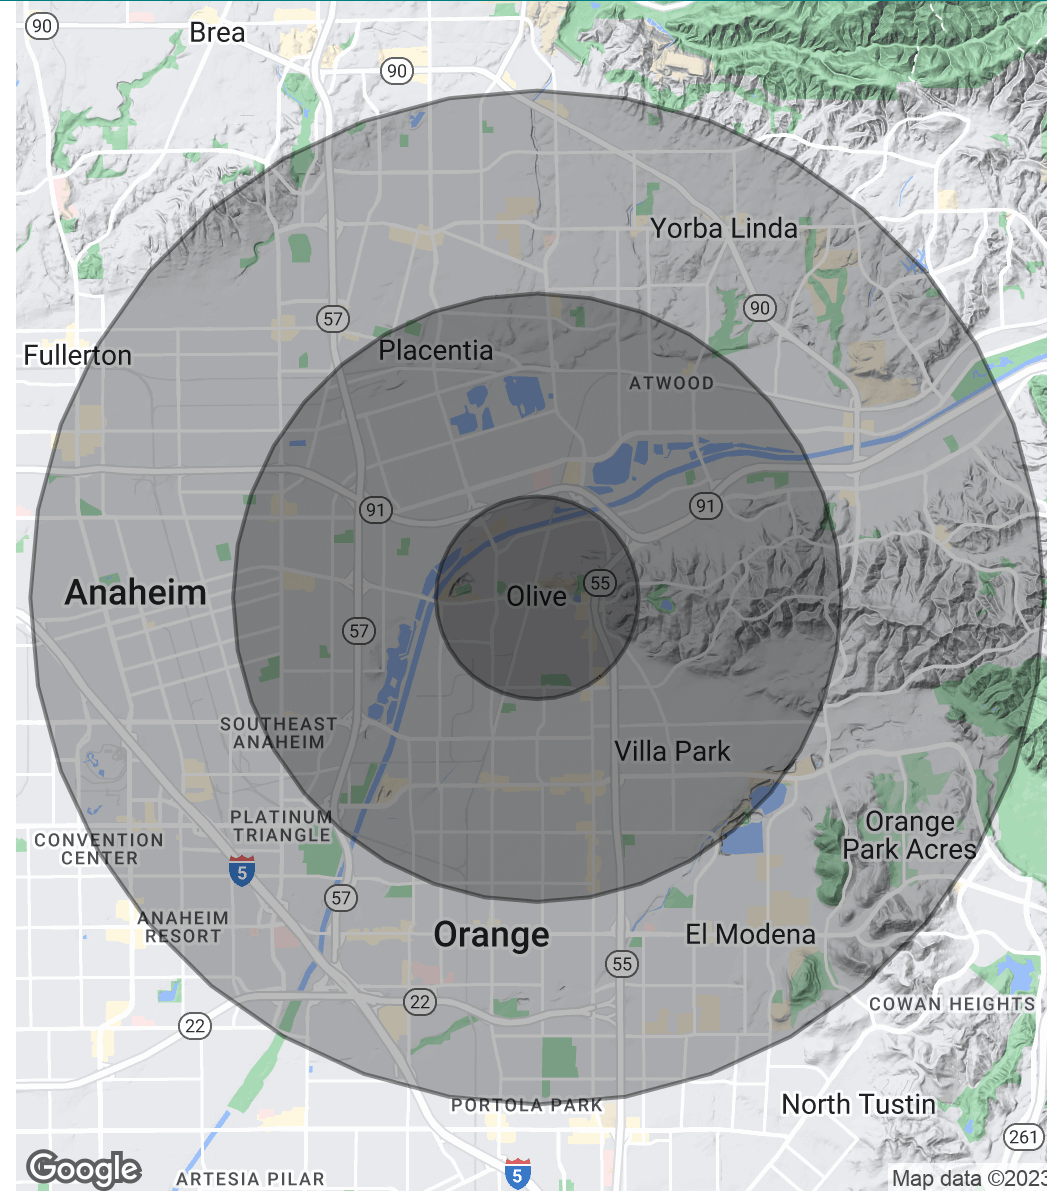 90
Brea
90
Yorba Linda
90
57
Placentia
Fullerton
ATWOOD
91
91
55
Anaheim
Olive
57
SOUTHEAST
ANAHEIM
Villa Park
PLATINUM
TRIANGLE
Orange
Park Acres
CONVENTION
CENTER
5
57
ANAHEIM
RESORT
Orange
El Modena
55
22
COWAN HEIGHTS
22
PORTOLA PARK
North Tustin
261
Google
ARTESIA PILAR
5
Map data ©2023